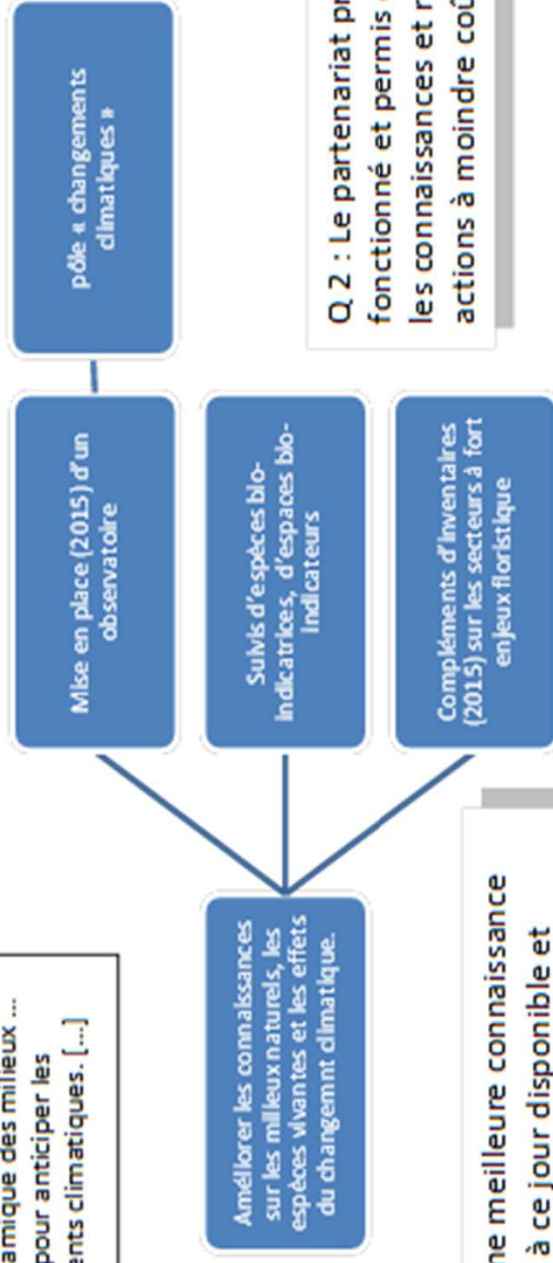 amique des milieux ...
pour anticiper les
ents climatiques. [...]
Améliorer les connaissances
sur les milieux naturels, les
espèces vivantes et les effets
du changemnt climatique.
Mise en place (2015) d'un
observatoire
pôle « changements
climatiques »
Suivis d'espèces bio-
indicatrices, d'espaces bio-
indicateurs
Compléments d'inventaires
(2015) sur les secteurs à fort
enjeux floristique
ne meilleure connaissance
à ce jour disponible et
Q 2 : Le partenariat pr
fonctionné et permis
les connaissances et
actions à moindre coû